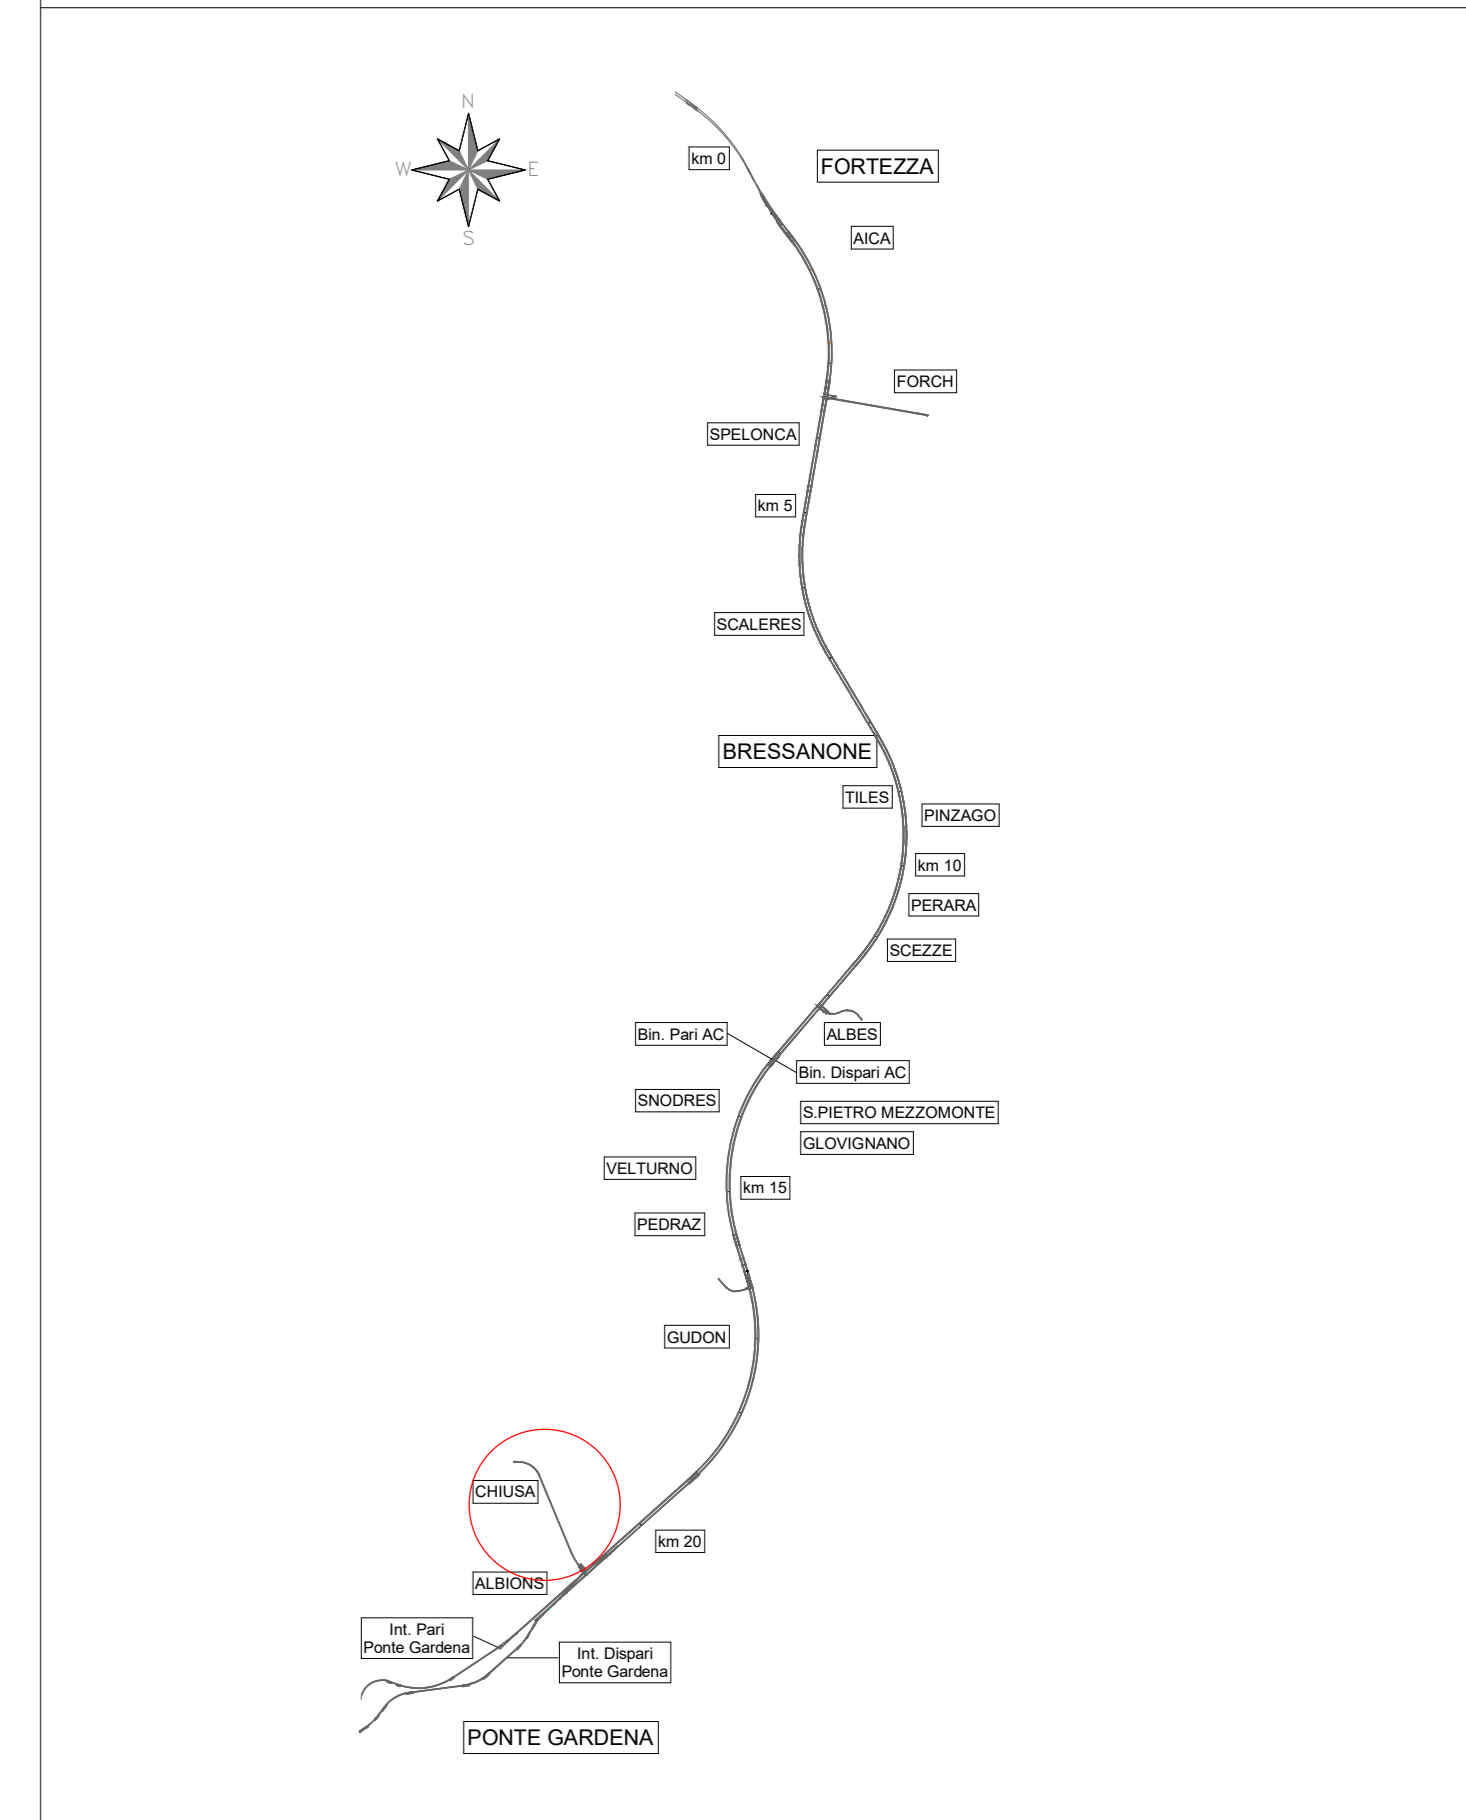 N
W
E
S
km 0
FORTEZZA
AICA
FORCH
SPELONCA
km 5
SCALERES
BRESSANONE
TILES
PINZAGO
km 10
PERARA
SCEZZE
Bin. Pari AC
ALBES
Bin. Dispari AC
SNODRES
S.PIETRO MEZZOMONTE
GLOVIGNANO
VELTURNO
km 15
PEDRAZ
GUDON
CHIUSA
km 20
ALBIONS
Int. Pari
Ponte Gardena
Int. Dispari
Ponte Gardena
PONTE GARDENA